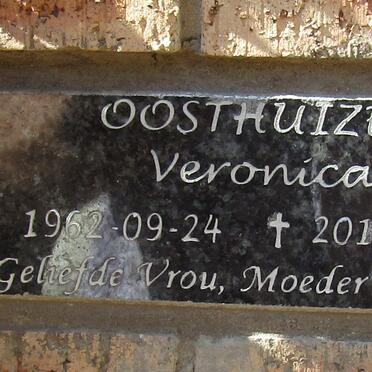 OOSTHUIZ
Veronica
1962-09-24 † 201
Geliefde Vrou, Moeder